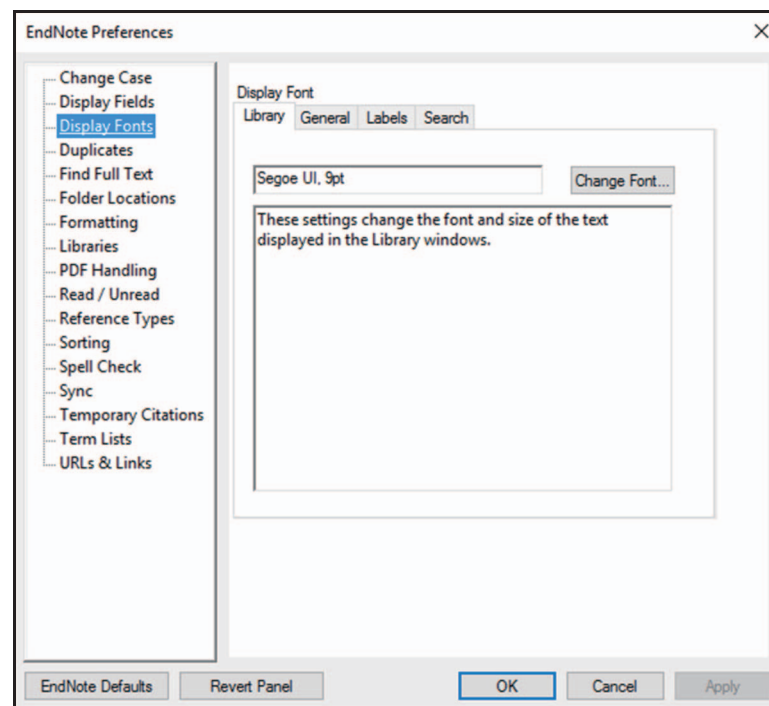 EndNote Preferences
Change Case
Display Fields
Display Fonts
Duplicates
Find Full Text
Folder Locations
Formatting
Libraries
PDF Handling
Read / Unread
Reference Types
Sorting
Spell Check
Sync
Temporary Citations
Term Lists
URLs & Links
Display Font
Library General Labels Search
Segoe UI, 9pt Change Font...
These settings change the font and size of the text
displayed in the Library windows.
EndNote Defaults Revert Panel OK Cancel Apply